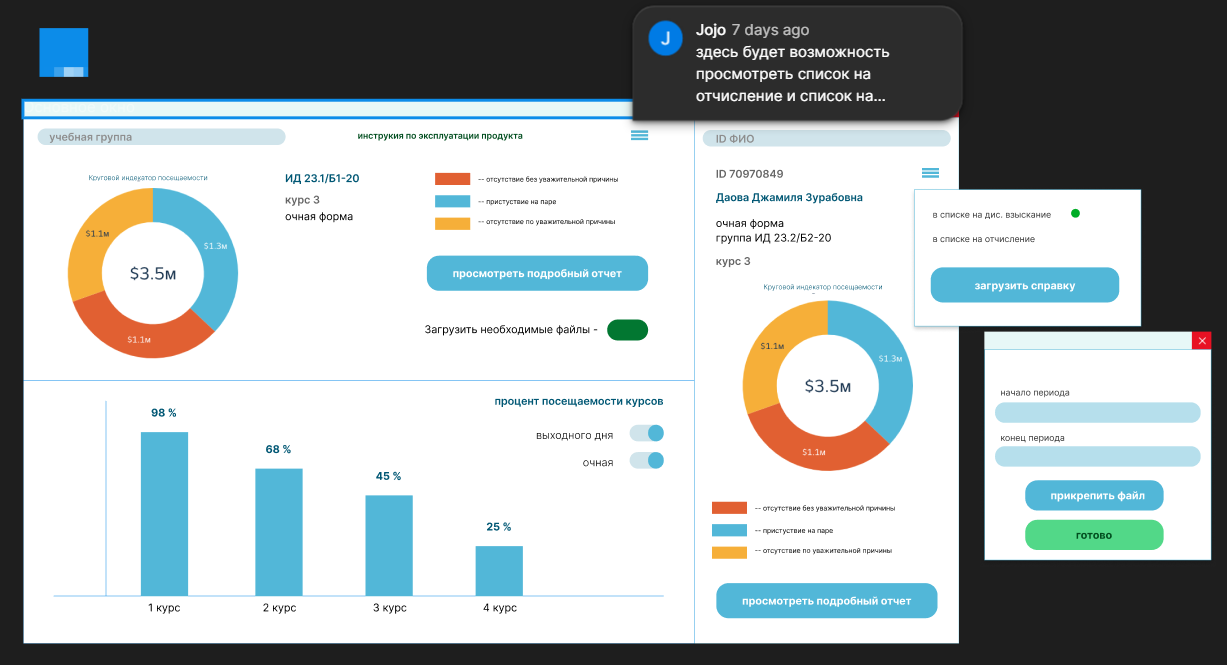 Jojo 7 days ago
здесь будет возможность
просмотреть список на
отчисление и список на...
учебная группа
инструкия по эксплуатации продукта
Круговой индекатор посещаемости
$1.1м
$1.3м
$3.5м
$1.1м
ИД 23.1/Б1-20
курс 3
очная форма
-- отсутствие без уважительной причины
-- пристуствие на паре
-- отсутствие по уважительной причины
просмотреть подробный отчет
Загрузить необходимые файлы -
процент посещаемости курсов
выходного дня
очная
98 %
68 %
45 %
25 %
1 курс
2 курс
3 курс
4 курс
ID ФИО
ID 70970849
Даова Джамиля Зурабовна
очная форма
группа ИД 23.2/Б2-20
курс 3
Круговой индекатор посещаемости
$1.1м
$1.3м
$3.5м
$1.1м
-- отсутствие без уважительной причины
-- пристуствие на паре
-- отсутствие по уважительной причины
просмотреть подробный отчет
в списке на дис. взыскание
в списке на отчисление
загрузить справку
начало периода
конец периода
прикрепить файл
готово